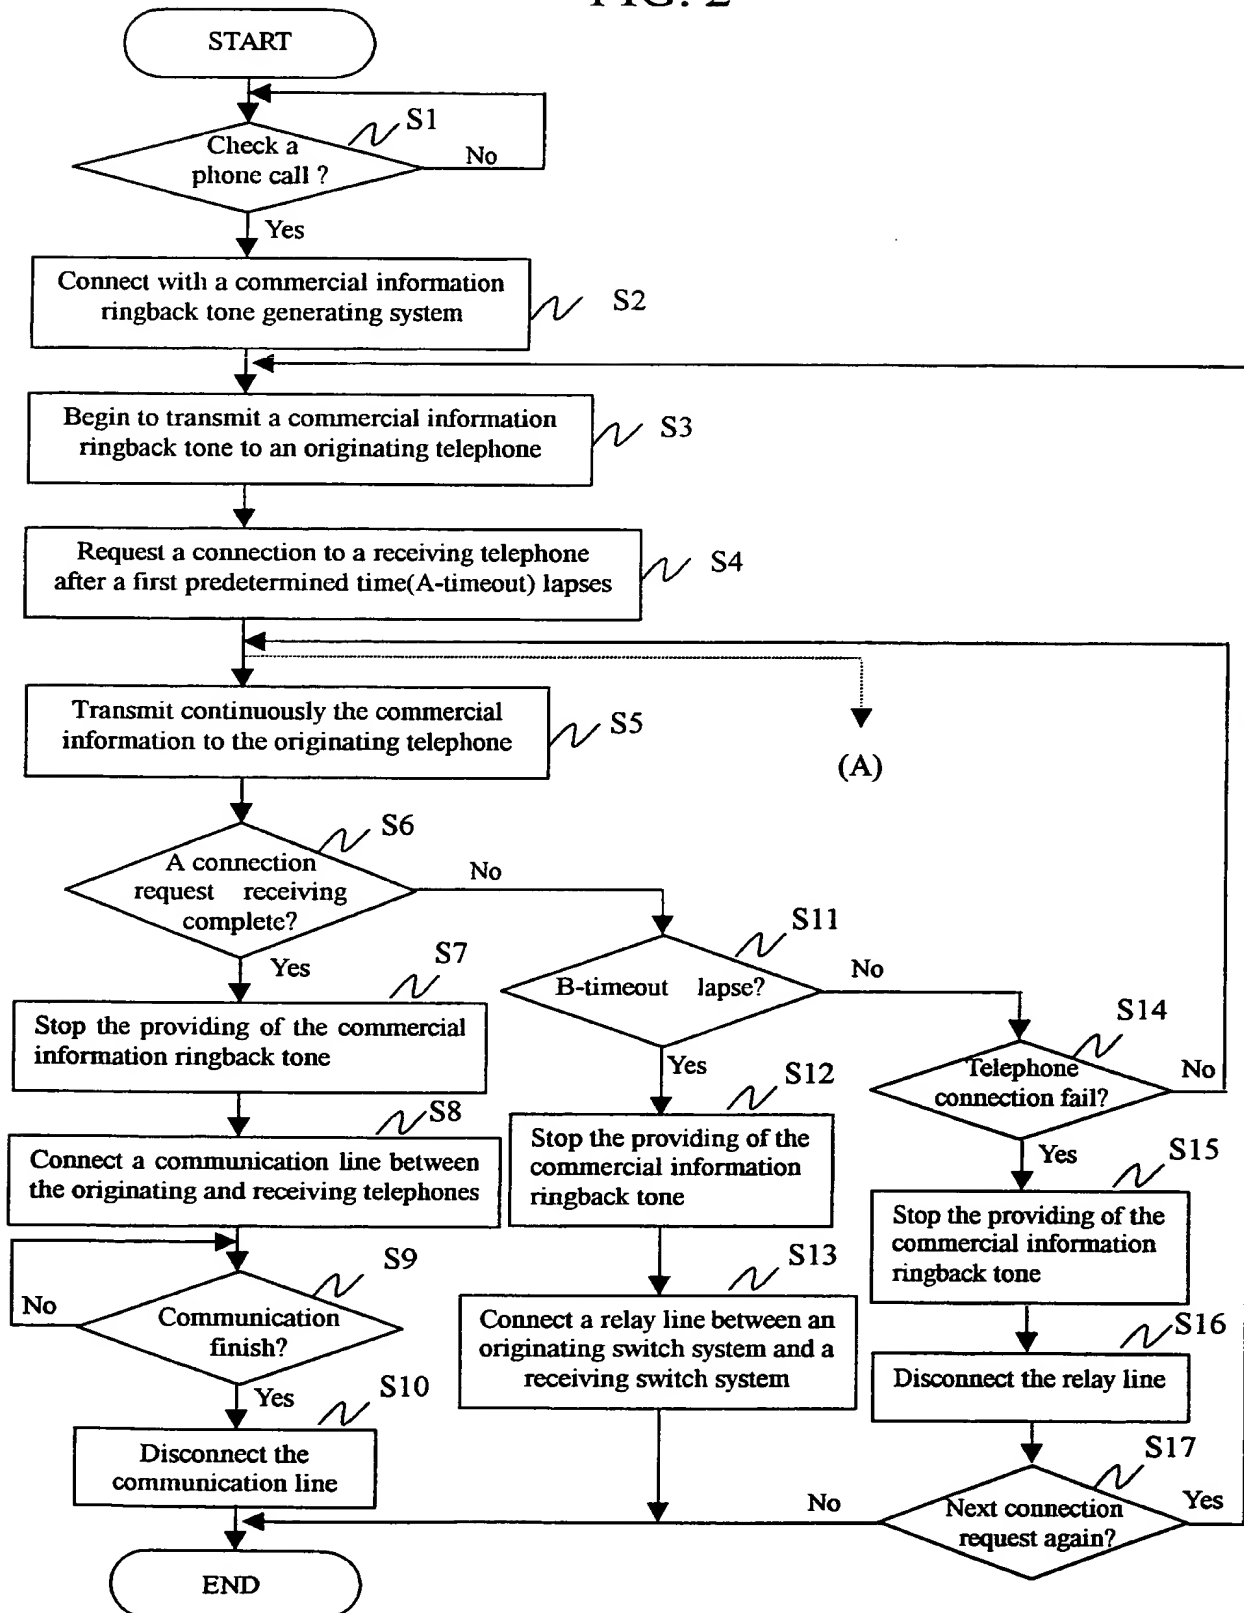 FIG. 2
START
S1
Check a
phone call ?
No
Yes
Connect with a commercial information
ringback tone generating system
S2
Begin to transmit a commercial information
ringback tone to an originating telephone
S3
Request a connection to a receiving telephone
after a first predetermined time(A-timeout) lapses
S4
Transmit continuously the commercial
information to the originating telephone
S5
(A)
S6
A connection
request receiving
complete?
No
Yes
S7
Stop the providing of the commercial
information ringback tone
S8
Connect a communication line between
the originating and receiving telephones
S9
Communication
finish?
No
Yes
S10
Disconnect the
communication line
END
S11
B-timeout lapse?
No
Yes
S12
Stop the providing of the
commercial information
ringback tone
S13
Connect a relay line between an
originating switch system and a
receiving switch system
S14
Telephone
connection fail?
No
Yes
S15
Stop the providing of the
commercial information
ringback tone
S16
Disconnect the relay line
S17
Next connection
request again?
No
Yes